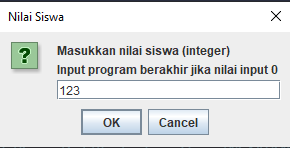 Nilai Siswa
Masukkan nilai siswa (integer)
Input program berakhir jika nilai input 0
123
OK
Cancel